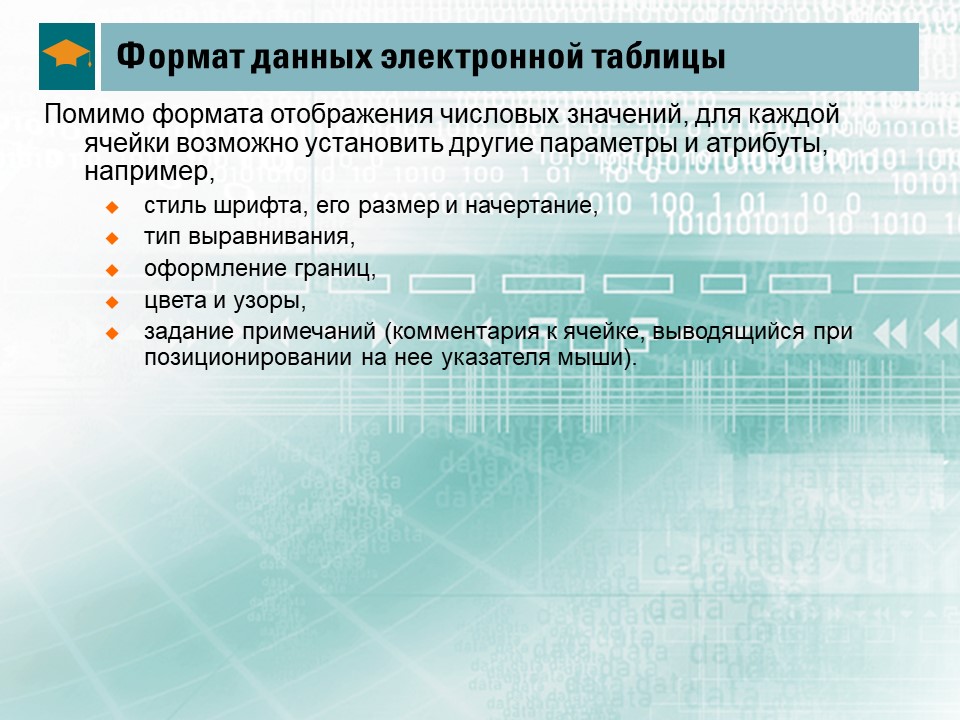 Формат данных электронной таблицы
Помимо формата отображения числовых значений, для каждой
ячейки возможно установить другие параметры и атрибуты,
например,
стиль шрифта, его размер и начертание,
тип выравнивания,
оформление границ,
цвета и узоры,
задание примечаний (комментария к ячейке, выводящийся при
позиционировании на нее указателя мыши).